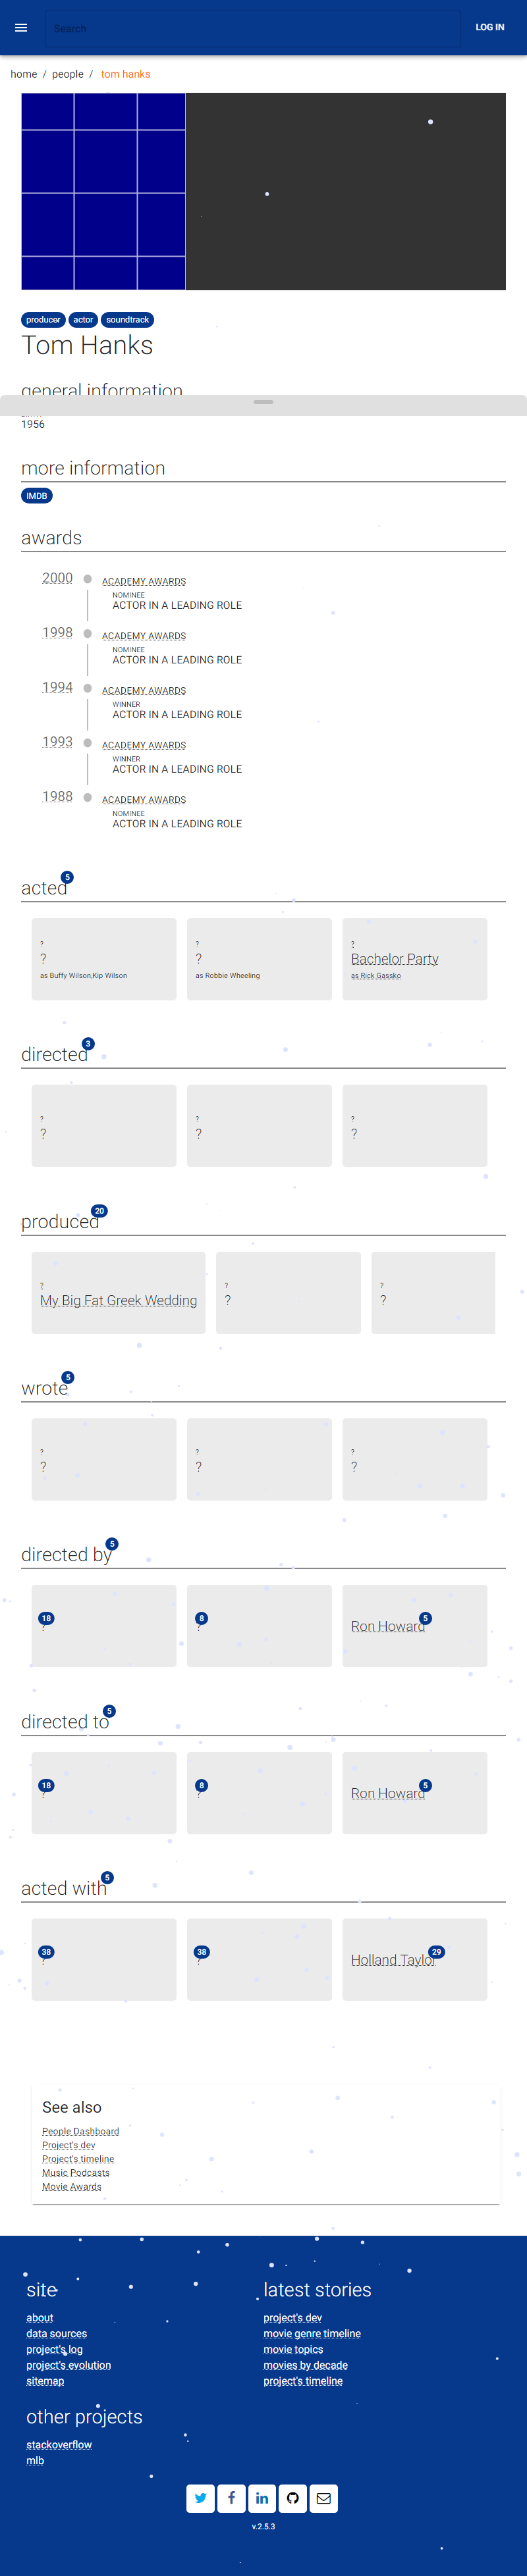 Search
LOG IN
home / people / tom hanks
producer actor soundtrack
Tom Hanks
general information
1956
more information
IMDB
awards
2000 ACADEMY AWARDS
NOMINEE
ACTOR IN A LEADING ROLE
1998 ACADEMY AWARDS
NOMINEE
ACTOR IN A LEADING ROLE
1994 ACADEMY AWARDS
WINNER
ACTOR IN A LEADING ROLE
1993 ACADEMY AWARDS
WINNER
ACTOR IN A LEADING ROLE
1988 ACADEMY AWARDS
NOMINEE
ACTOR IN A LEADING ROLE
acted 5
?
?
as Buffy Wilson,Kip Wilson
?
?
as Robbie Wheeling
?
Bachelor Party
as Rick Gassko
directed 3
?
?
?
?
?
?
produced 20
?
My Big Fat Greek Wedding
?
?
?
?
wrote 5
?
?
?
?
?
?
directed by 5
? 18
? 8
Ron Howard 5
directed to 5
? 18
? 8
Ron Howard 5
acted with 5
? 38
? 38
Holland Taylor 29
See also
People Dashboard
Project's dev
Project's timeline
Music Podcasts
Movie Awards
site
about
data sources
project's log
project's evolution
sitemap
latest stories
project's dev
movie genre timeline
movie topics
movies by decade
project's timeline
other projects
stackoverflow
mlb
v.2.5.3